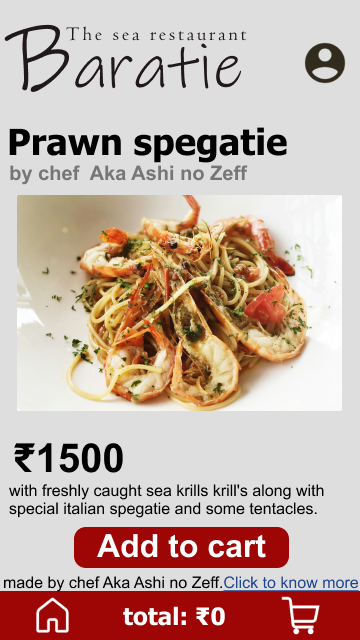 The sea restaurant
Baratie
Prawn spegatie
by chef Aka Ashi no Zeff
₹1500
with freshly caught sea krills krill's along with
special italian spegatie and some tentacles.
Add to cart
made by chef Aka Ashi no Zeff.Click to know more
total: ₹0